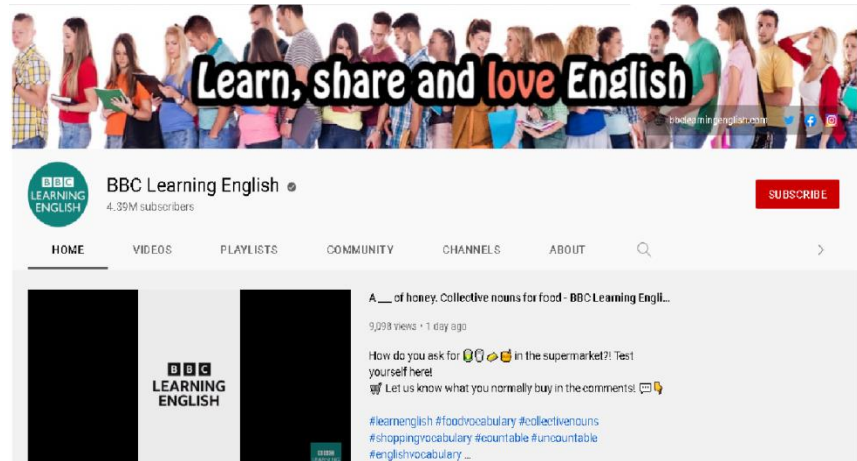 Learn, share and love English
bbclearningenglish.com
BBC
LEARNING
ENGLISH
BBC Learning English
4.39M subscribers
SUBSCRIBE
HOME VIDEOS PLAYLISTS COMMUNITY CHANNELS ABOUT
A __ of honey. Collective nouns for food - BBC Learning Engli...
9,098 views • 1 day ago
BBC
LEARNING
ENGLISH
How do you ask for in the supermarket?! Test
yourself here!
Let us know what you normally buy in the comments!
#learnenglish #foodvocabulary #collectivenouns
#shoppingvocabulary #countable #uncountable
#englishvocabulary ...